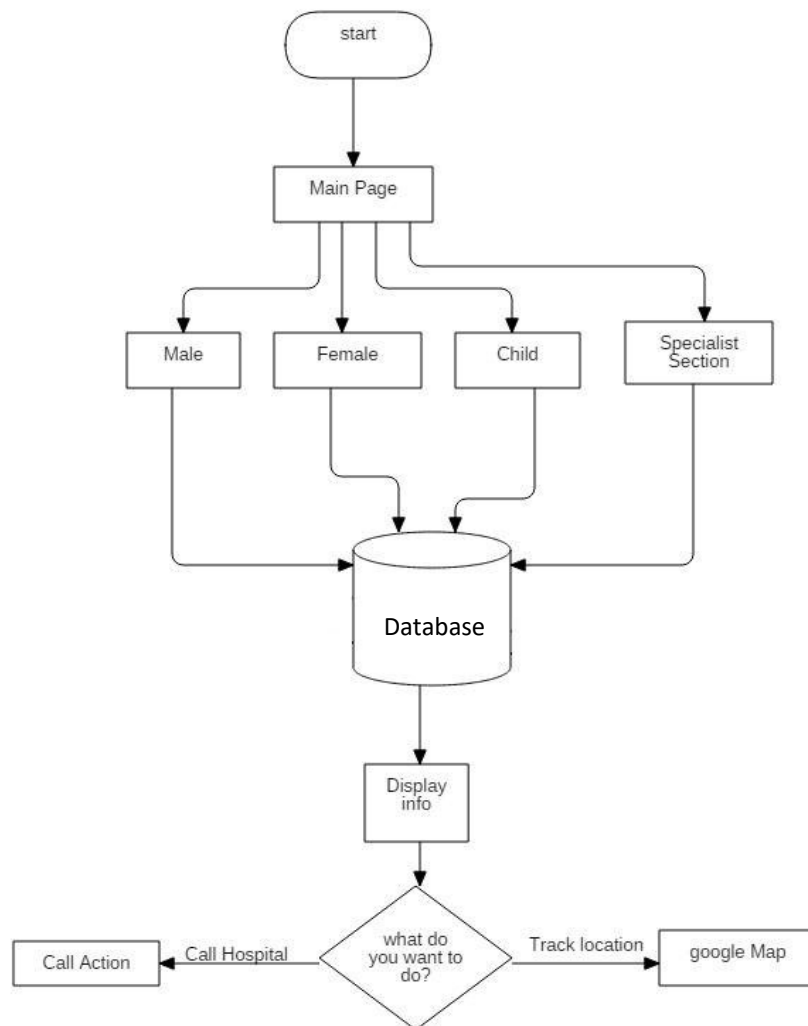 start
Main Page
Male
Female
Child
Specialist
Section
Database
Display
info
what do
you want to
do?
Call Hospital
Track location
Call Action
google Map